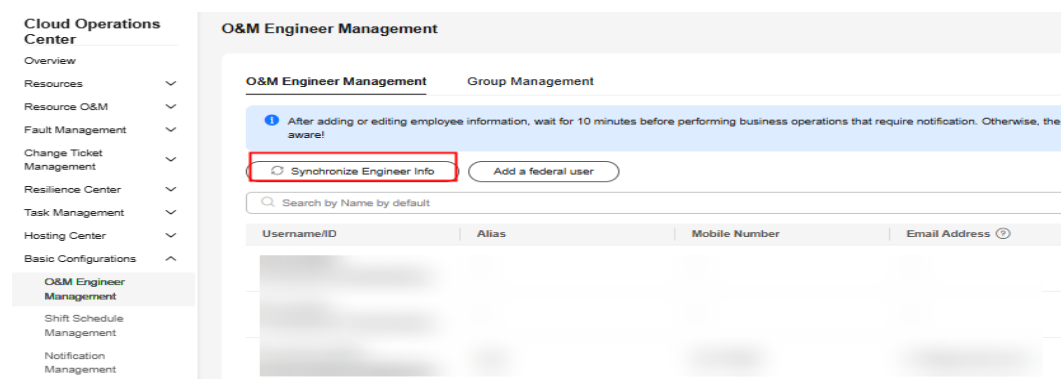 Cloud Operations
Center
Overview
Resources
Resource O&M
Fault Management
Change Ticket
Management
Resilience Center
Task Management
Hosting Center
Basic Configurations
O&M Engineer
Management
Shift Schedule
Management
Notification
Management
O&M Engineer Management
O&M Engineer Management Group Management
After adding or editing employee information, wait for 10 minutes before performing business operations that require notification. Otherwise, the
aware!
Synchronize Engineer Info Add a federal user
Search by Name by default
Username/ID Alias Mobile Number Email Address